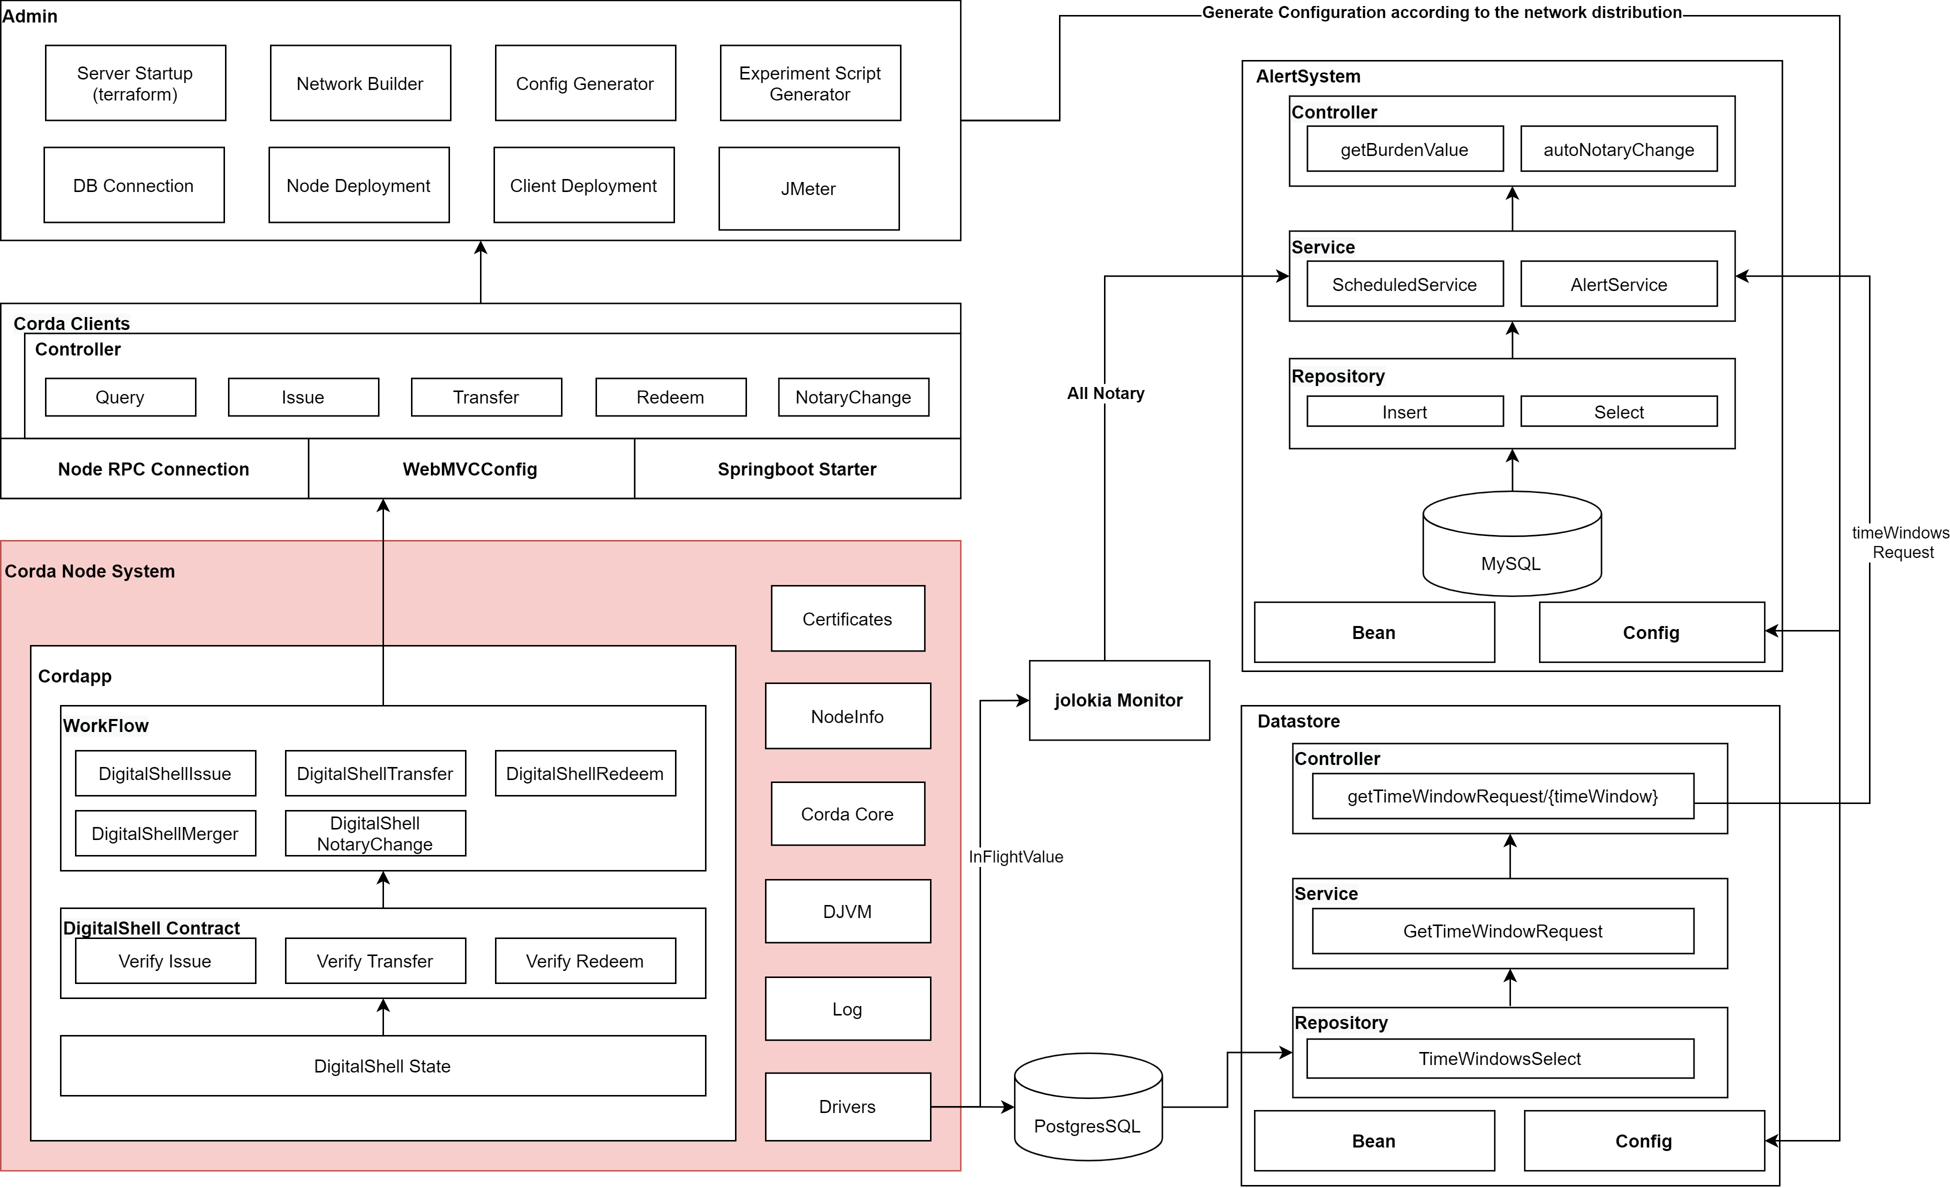 Admin
Server Startup
(terraform)
Network Builder
Config Generator
Experiment Script
Generator
DB Connection
Node Deployment
Client Deployment
JMeter
Generate Configuration according to the network distribution
Corda Clients
Controller
Query
Issue
Transfer
Redeem
NotaryChange
Node RPC Connection
WebMVCConfig
Springboot Starter
Corda Node System
Cordapp
WorkFlow
DigitalShellIssue
DigitalShellTransfer
DigitalShellRedeem
DigitalShellMerger
DigitalShell
NotaryChange
DigitalShell Contract
Verify Issue
Verify Transfer
Verify Redeem
DigitalShell State
Certificates
NodeInfo
Corda Core
DJVM
Log
Drivers
InFlightValue
jolokia Monitor
All Notary
PostgresSQL
AlertSystem
Controller
getBurdenValue
autoNotaryChange
Service
ScheduledService
AlertService
Repository
Insert
Select
MySQL
Bean
Config
timeWindows
Request
Datastore
Controller
getTimeWindowRequest/{timeWindow}
Service
GetTimeWindowRequest
Repository
TimeWindowsSelect
Bean
Config